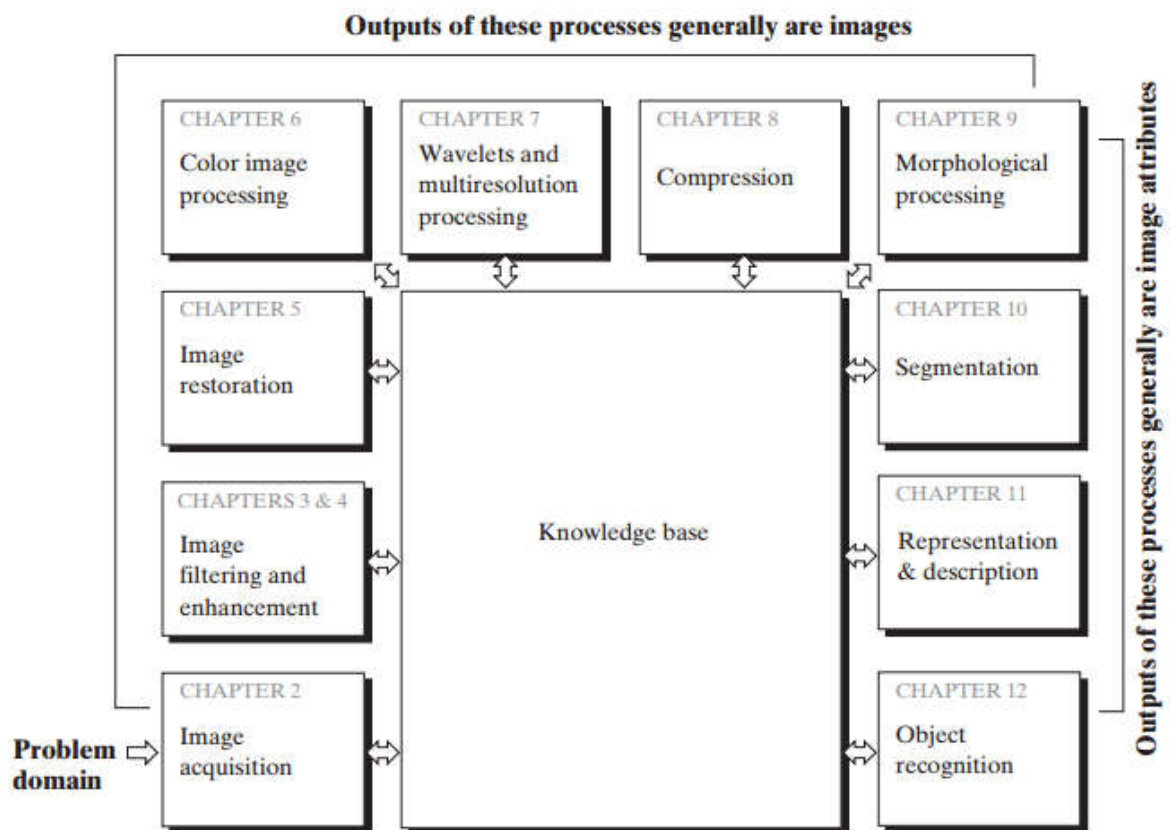 Outputs of these processes generally are images
CHAPTER 6
Color image
processing
CHAPTER 7
Wavelets and
multiresolution
processing
CHAPTER 8
Compression
CHAPTER 9
Morphological
processing
CHAPTER 5
Image
restoration
CHAPTERS 3 & 4
Image
filtering and
enhancement
CHAPTER 2
Image
acquisition
Problem
domain
Knowledge base
CHAPTER 10
Segmentation
CHAPTER 11
Representation
& description
CHAPTER 12
Object
recognition
Outputs of these processes generally are image attributes